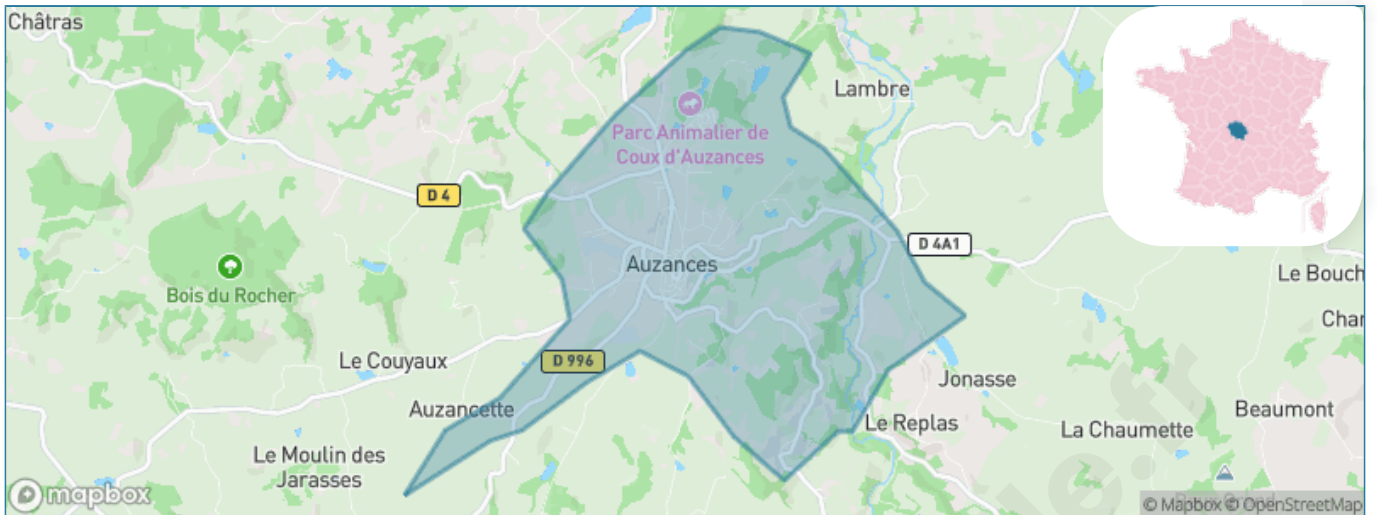 Châtras
Lambre
Parc Animalier de
Coux d'Auzances
D 4
D 4A1
Auzances
Le Bouch
Bois du Rocher
Char
Le Couyaux
D 996
Jonasse
Auzancette
Beaumont
Le Replas
La Chaumette
Le Moulin des
Jarasses
mapbox
© Mapbox © OpenStreetMap